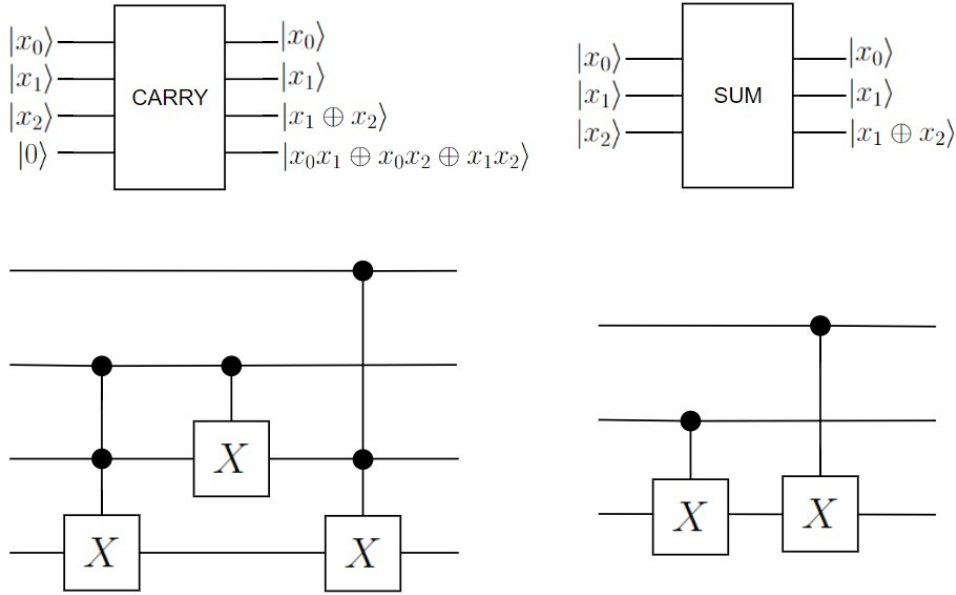 |x₀⟩ |x₀⟩
|x₁⟩ CARRY |x₁⟩
|x₂⟩ |x₁ ⊕ x₂⟩
|0⟩ |x₀x₁ ⊕ x₀x₂ ⊕ x₁x₂⟩
|x₀⟩ |x₀⟩
|x₁⟩ SUM |x₁⟩
|x₂⟩ |x₁ ⊕ x₂⟩
X
X X
X X